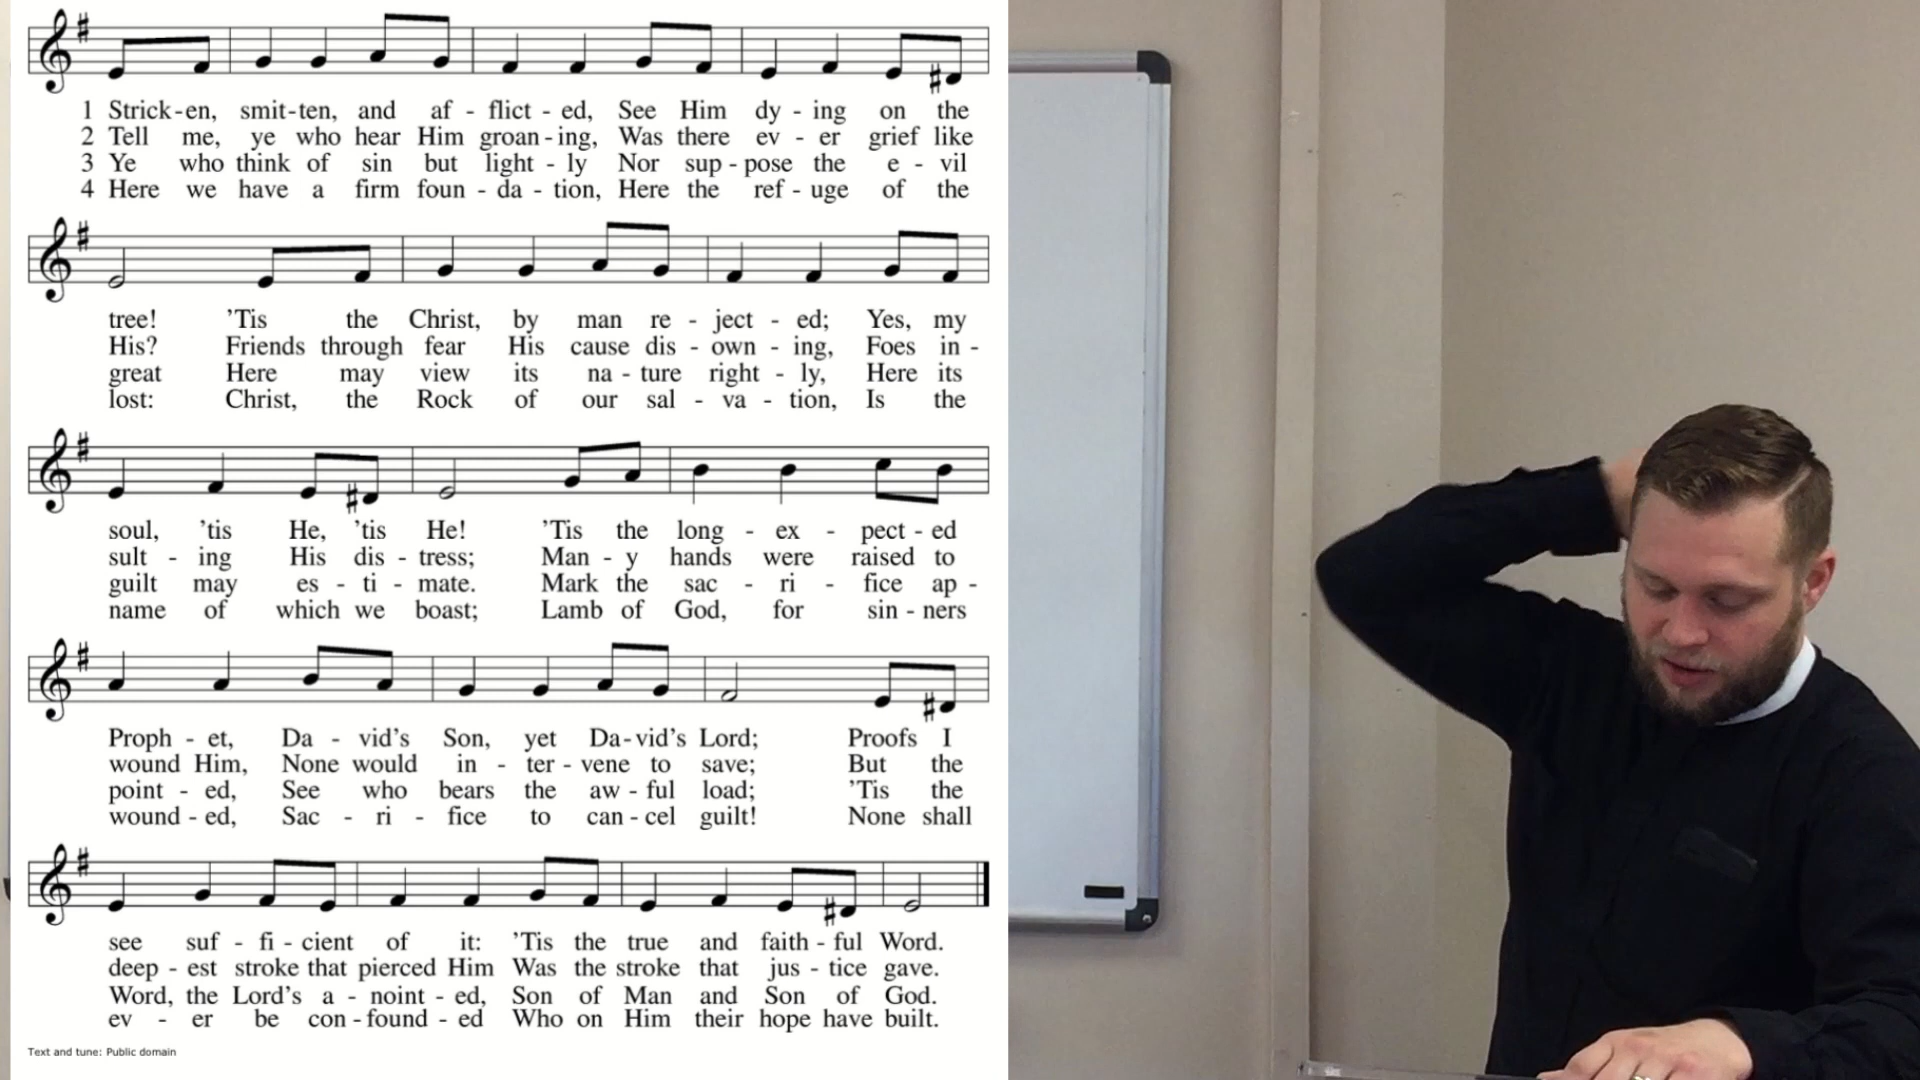 1 Strick-en, smit-ten, and af - flict - ed, See Him dy - ing on the
2 Tell me, ye who hear Him groan - ing, Was there ev - er grief like
3 Ye who think of sin but light - ly Nor sup - pose the e - vil
4 Here we have a firm foun - da - tion, Here the ref - uge of the
tree! ’Tis the Christ, by man re - ject - ed; Yes, my
His? Friends through fear His cause dis - own - ing, Foes in -
great Here may view its na - ture right - ly, Here its
lost: Christ, the Rock of our sal - va - tion, Is the
soul, ’tis He, ’tis He! ’Tis the long - ex - pect - ed
sult - ing His dis - tress; Man - y hands were raised to
guilt may es - ti - mate. Mark the sac - ri - fice ap -
name of which we boast; Lamb of God, for sin - ners
Proph - et, Da - vid’s Son, yet Da-vid’s Lord; Proofs I
wound Him, None would in - ter - vene to save; But the
point - ed, See who bears the aw - ful load; ’Tis the
wound - ed, Sac - ri - fice to can - cel guilt! None shall
see suf - fi - cient of it: ’Tis the true and faith - ful Word.
deep - est stroke that pierced Him Was the stroke that jus - tice gave.
Word, the Lord’s a - noint - ed, Son of Man and Son of God.
ev - er be con - found - ed Who on Him their hope have built.
Text and tune: Public domain